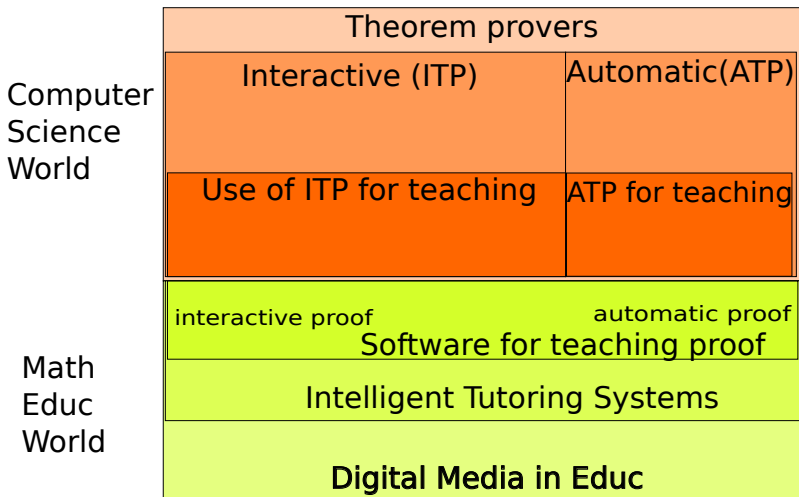 Theorem provers
Interactive (ITP)
Automatic(ATP)
Computer
Science
World
Use of ITP for teaching
ATP for teaching
interactive proof
automatic proof
Software for teaching proof
Math
Educ
World
Intelligent Tutoring Systems
Digital Media in Educ